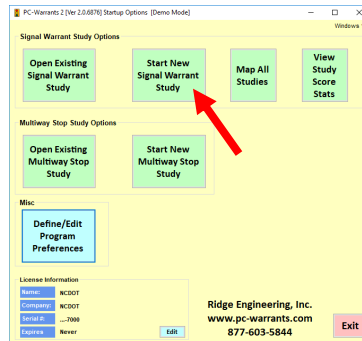 PC-Warrants 2 [Ver 2.0.6876] Startup Options [Demo Mode]
Windows
Signal Warrant Study Options
Open Existing
Signal Warrant
Study
Start New
Signal Warrant
Study
Map All
Studies
View
Study
Score
Stats
Multiway Stop Study Options
Open Existing
Multiway Stop
Study
Start New
Multiway Stop
Study
Misc
Define/Edit
Program
Preferences
License Information
Name: NCDOT
Company: NCDOT
Serial #: ...-7000
Expires Never
Edit
Ridge Engineering, Inc.
www.pc-warrants.com
877-603-5844
Exit